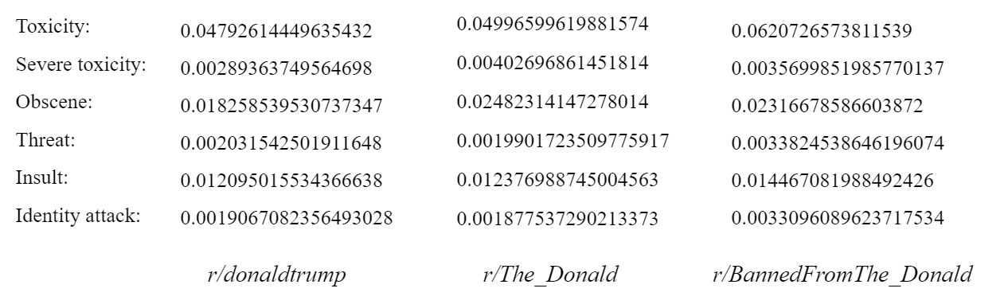 Toxicity: 0.04792614449635432 0.04996599619881574 0.0620726573811539
Severe toxicity: 0.00289363749564698 0.00402696861451814 0.0035699851985770137
Obscene: 0.018258539530737347 0.02482314147278014 0.02316678586603872
Threat: 0.002031542501911648 0.0019901723509775917 0.0033824538646196074
Insult: 0.012095015534366638 0.012376988745004563 0.014467081988492426
Identity attack: 0.0019067082356493028 0.001877537290213373 0.0033096089623717534
r/donaldtrump r/The_Donald r/BannedFromThe_Donald